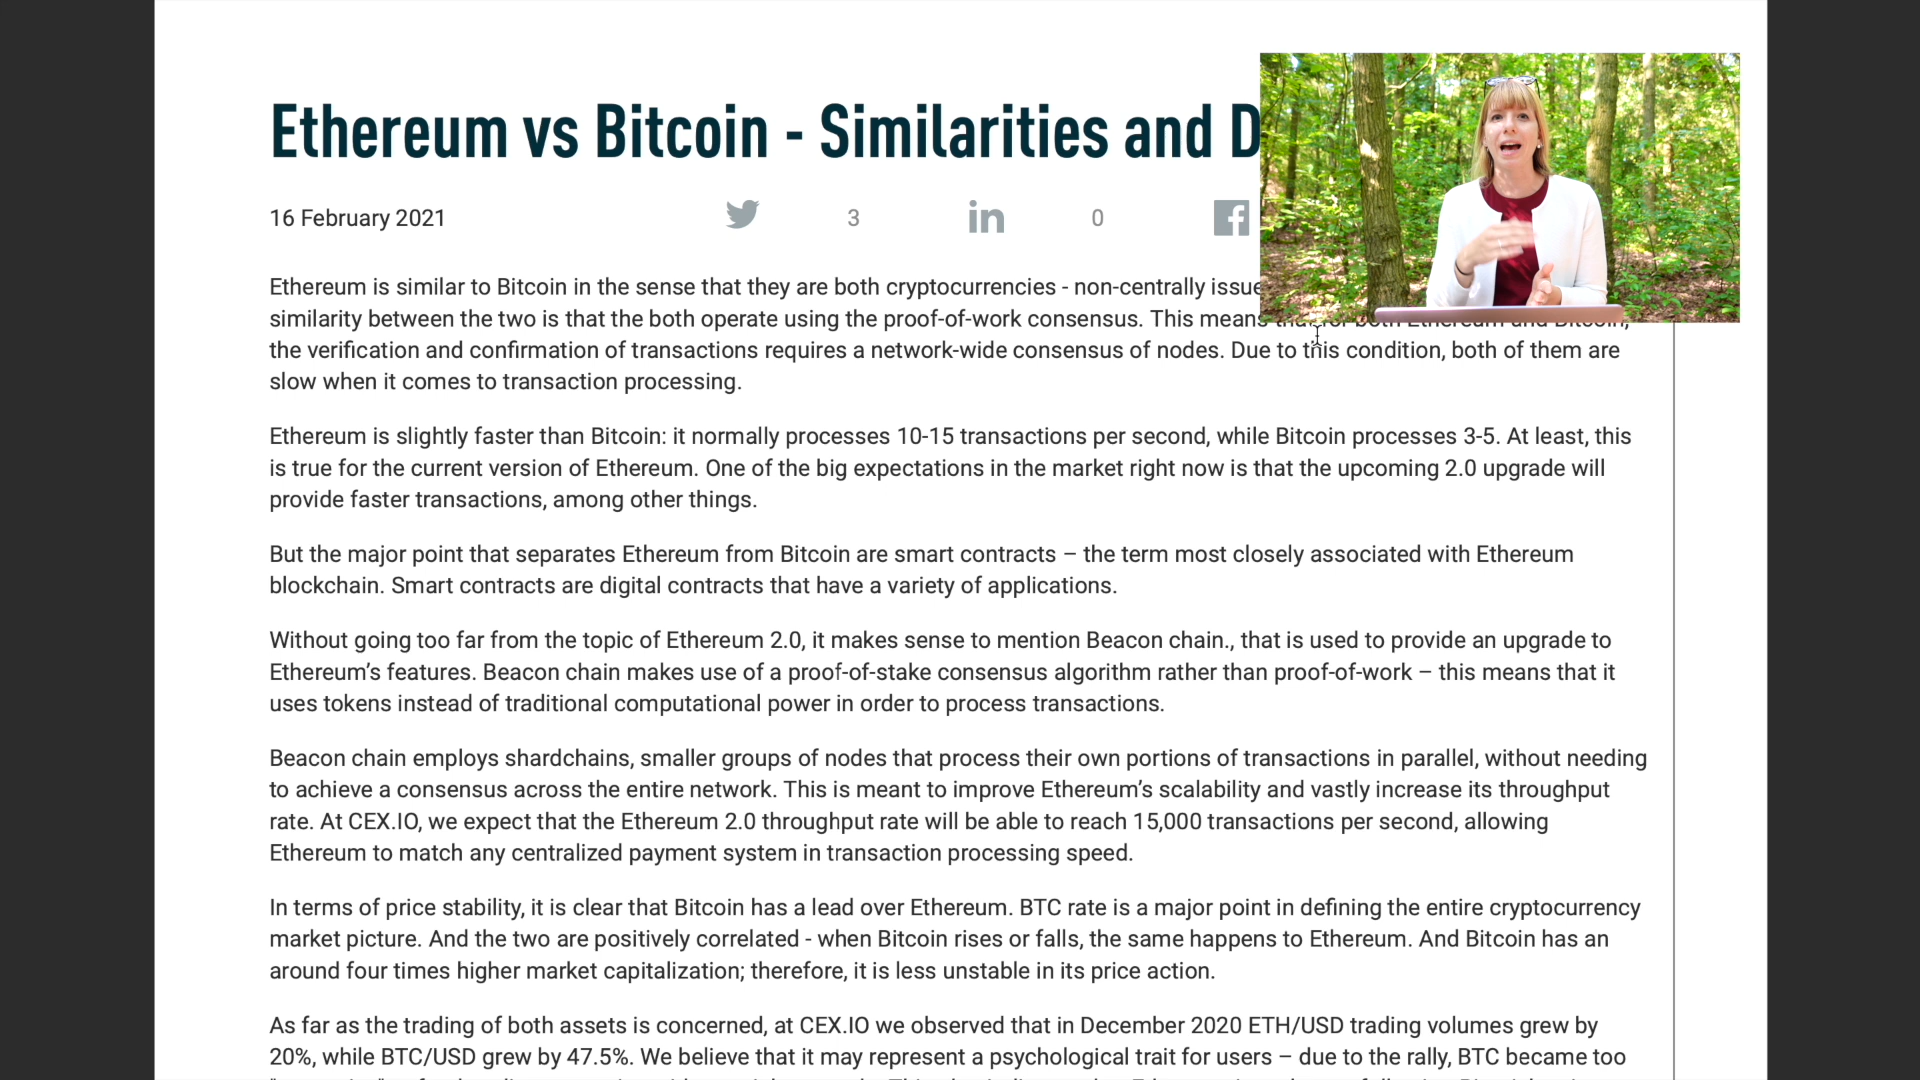 Ethereum vs Bitcoin - Similarities and D
16 February 2021 3 in 0 f
Ethereum is similar to Bitcoin in the sense that they are both cryptocurrencies - non-centrally issue
similarity between the two is that the both operate using the proof-of-work consensus. This means that for both Ethereum and Bitcoin,
the verification and confirmation of transactions requires a network-wide consensus of nodes. Due to this condition, both of them are
slow when it comes to transaction processing.
Ethereum is slightly faster than Bitcoin: it normally processes 10-15 transactions per second, while Bitcoin processes 3-5. At least, this
is true for the current version of Ethereum. One of the big expectations in the market right now is that the upcoming 2.0 upgrade will
provide faster transactions, among other things.
But the major point that separates Ethereum from Bitcoin are smart contracts – the term most closely associated with Ethereum
blockchain. Smart contracts are digital contracts that have a variety of applications.
Without going too far from the topic of Ethereum 2.0, it makes sense to mention Beacon chain., that is used to provide an upgrade to
Ethereum’s features. Beacon chain makes use of a proof-of-stake consensus algorithm rather than proof-of-work – this means that it
uses tokens instead of traditional computational power in order to process transactions.
Beacon chain employs shardchains, smaller groups of nodes that process their own portions of transactions in parallel, without needing
to achieve a consensus across the entire network. This is meant to improve Ethereum’s scalability and vastly increase its throughput
rate. At CEX.IO, we expect that the Ethereum 2.0 throughput rate will be able to reach 15,000 transactions per second, allowing
Ethereum to match any centralized payment system in transaction processing speed.
In terms of price stability, it is clear that Bitcoin has a lead over Ethereum. BTC rate is a major point in defining the entire cryptocurrency
market picture. And the two are positively correlated - when Bitcoin rises or falls, the same happens to Ethereum. And Bitcoin has an
around four times higher market capitalization; therefore, it is less unstable in its price action.
As far as the trading of both assets is concerned, at CEX.IO we observed that in December 2020 ETH/USD trading volumes grew by
20%, while BTC/USD grew by 47.5%. We believe that it may represent a psychological trait for users – due to the rally, BTC became too